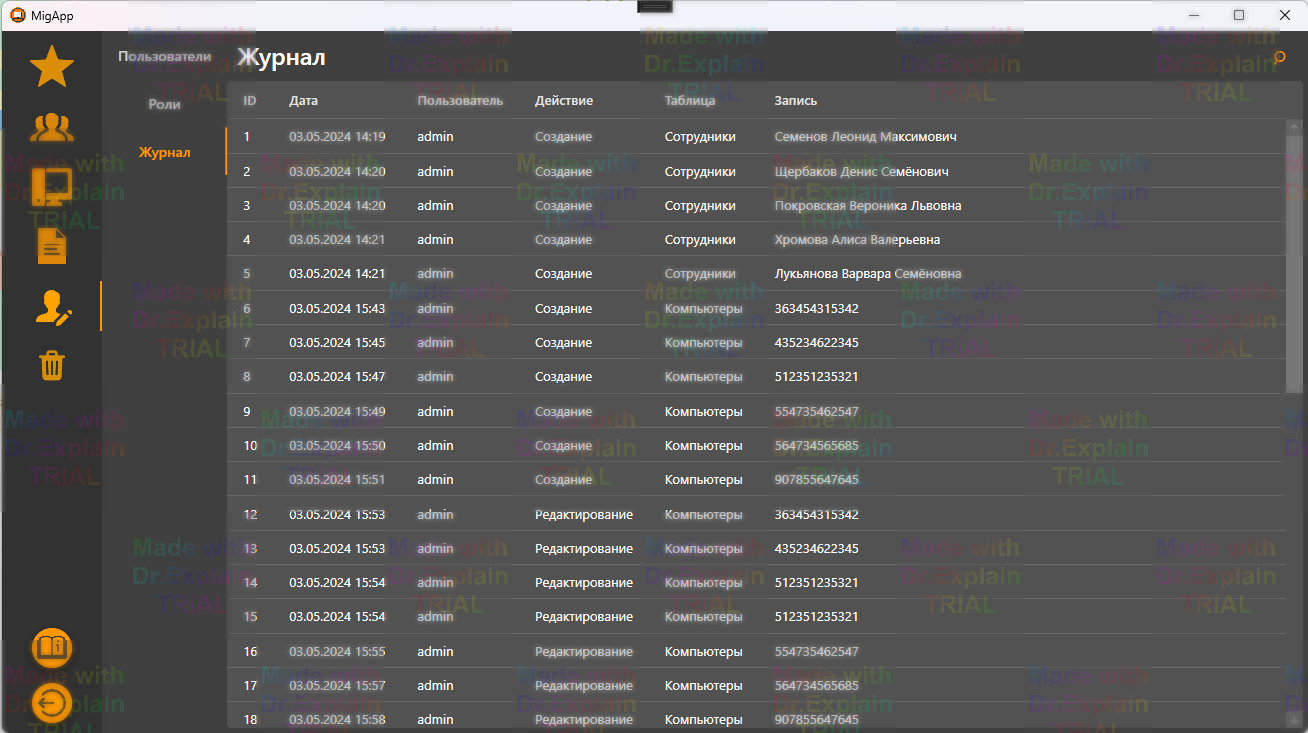 MigApp
Пользователи
Роли
Журнал
Журнал
ID Дата Пользователь Действие Таблица Запись
1 03.05.2024 14:19 admin Создание Сотрудники Семенов Леонид Максимович
2 03.05.2024 14:20 admin Создание Сотрудники Щербаков Денис Семёнович
3 03.05.2024 14:20 admin Создание Сотрудники Покровская Вероника Львовна
4 03.05.2024 14:21 admin Создание Сотрудники Хромова Алиса Валерьевна
5 03.05.2024 14:21 admin Создание Сотрудники Лукьянова Варвара Семёновна
6 03.05.2024 15:43 admin Создание Компьютеры 363454315342
7 03.05.2024 15:45 admin Создание Компьютеры 435234622345
8 03.05.2024 15:47 admin Создание Компьютеры 512351235321
9 03.05.2024 15:49 admin Создание Компьютеры 554735462547
10 03.05.2024 15:50 admin Создание Компьютеры 564734565685
11 03.05.2024 15:51 admin Создание Компьютеры 907855647645
12 03.05.2024 15:53 admin Редактирование Компьютеры 363454315342
13 03.05.2024 15:53 admin Редактирование Компьютеры 435234622345
14 03.05.2024 15:54 admin Редактирование Компьютеры 512351235321
15 03.05.2024 15:54 admin Редактирование Компьютеры 512351235321
16 03.05.2024 15:55 admin Редактирование Компьютеры 554735462547
17 03.05.2024 15:57 admin Редактирование Компьютеры 564734565685
18 03.05.2024 15:58 admin Редактирование Компьютеры 907855647645
Made with
Dr.Explain
TRIAL